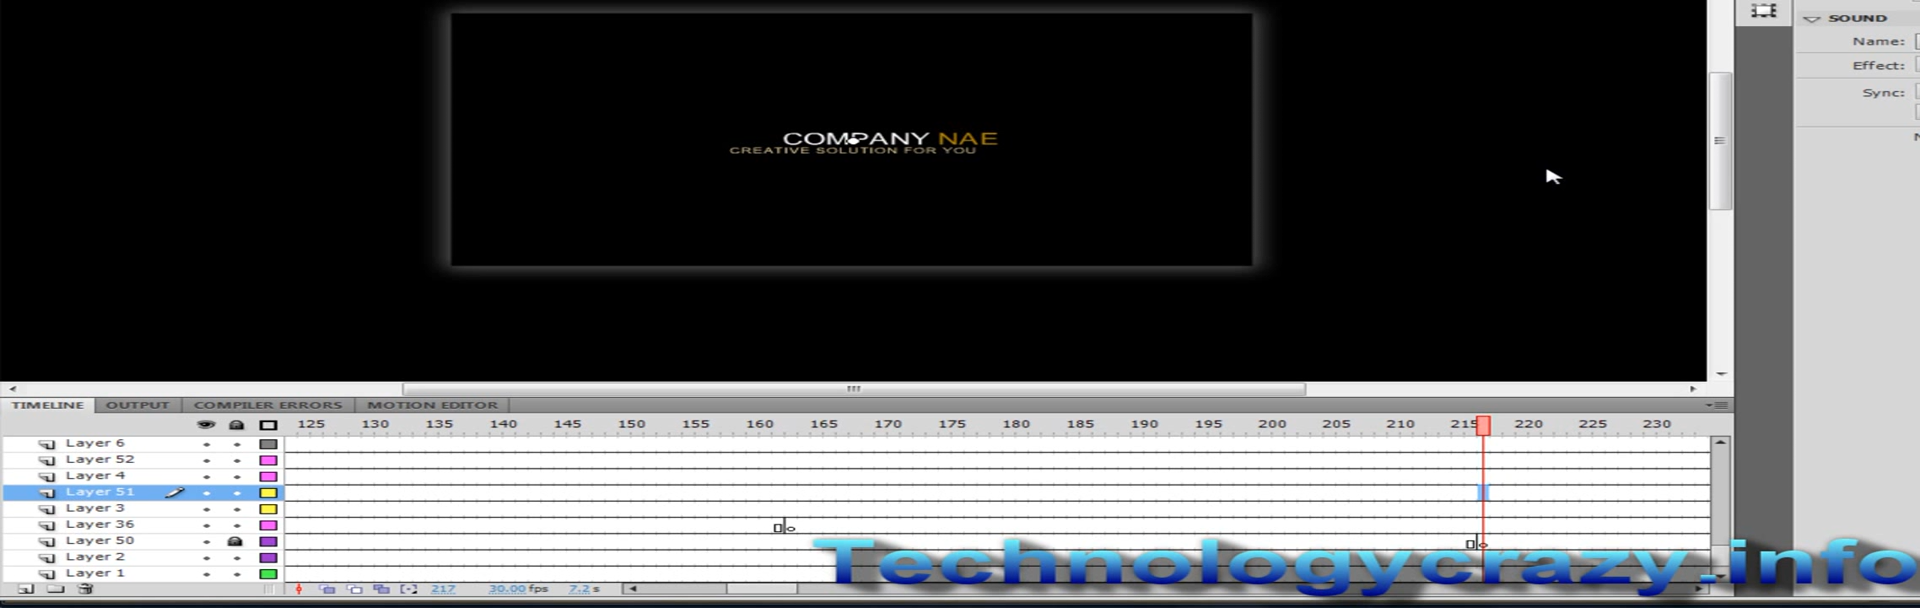 SOUND
Name:
Effect:
Sync:
COMPANY NAE
CREATIVE SOLUTION FOR YOU
TIMELINE OUTPUT COMPILER ERRORS MOTION EDITOR
125 130 135 140 145 150 155 160 165 170 175 180 185 190 195 200 205 210 215 220 225 230
Layer 6
Layer 52
Layer 4
Layer 51
Layer 3
Layer 36
Layer 50
Layer 2
Layer 1
217 30.00 fps 7.2 s
Technologycrazy.info